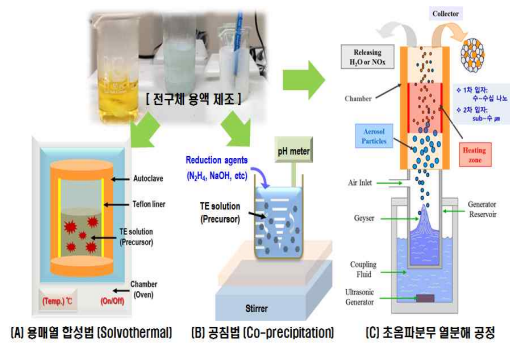 Collector
Releasing
H₂O or NOx
Chamber
❖ 1차 입자:
수~수십 나노
❖ 2차 입자:
sub~수 ㎛
[ 전구체 용액 제조 ]
Aerosol
Particles
Heating
zone
pH meter
Reduction agents
(N₂H₄, NaOH, etc)
Autoclave
Teflon liner
TE solution
(Precursor)
TE solution
(Precursor)
Air Inlet
Generator
Reservoir
Geyser
Coupling
Fluid
Ultrasonic
Generator
Chamber
(Oven)
(Temp.) ℃
(On/Off)
Stirrer
[A] 용매열 합성법 (Solvothermal)
[B] 공침법 (Co-precipitation)
[C] 초음파분무 열분해 공정